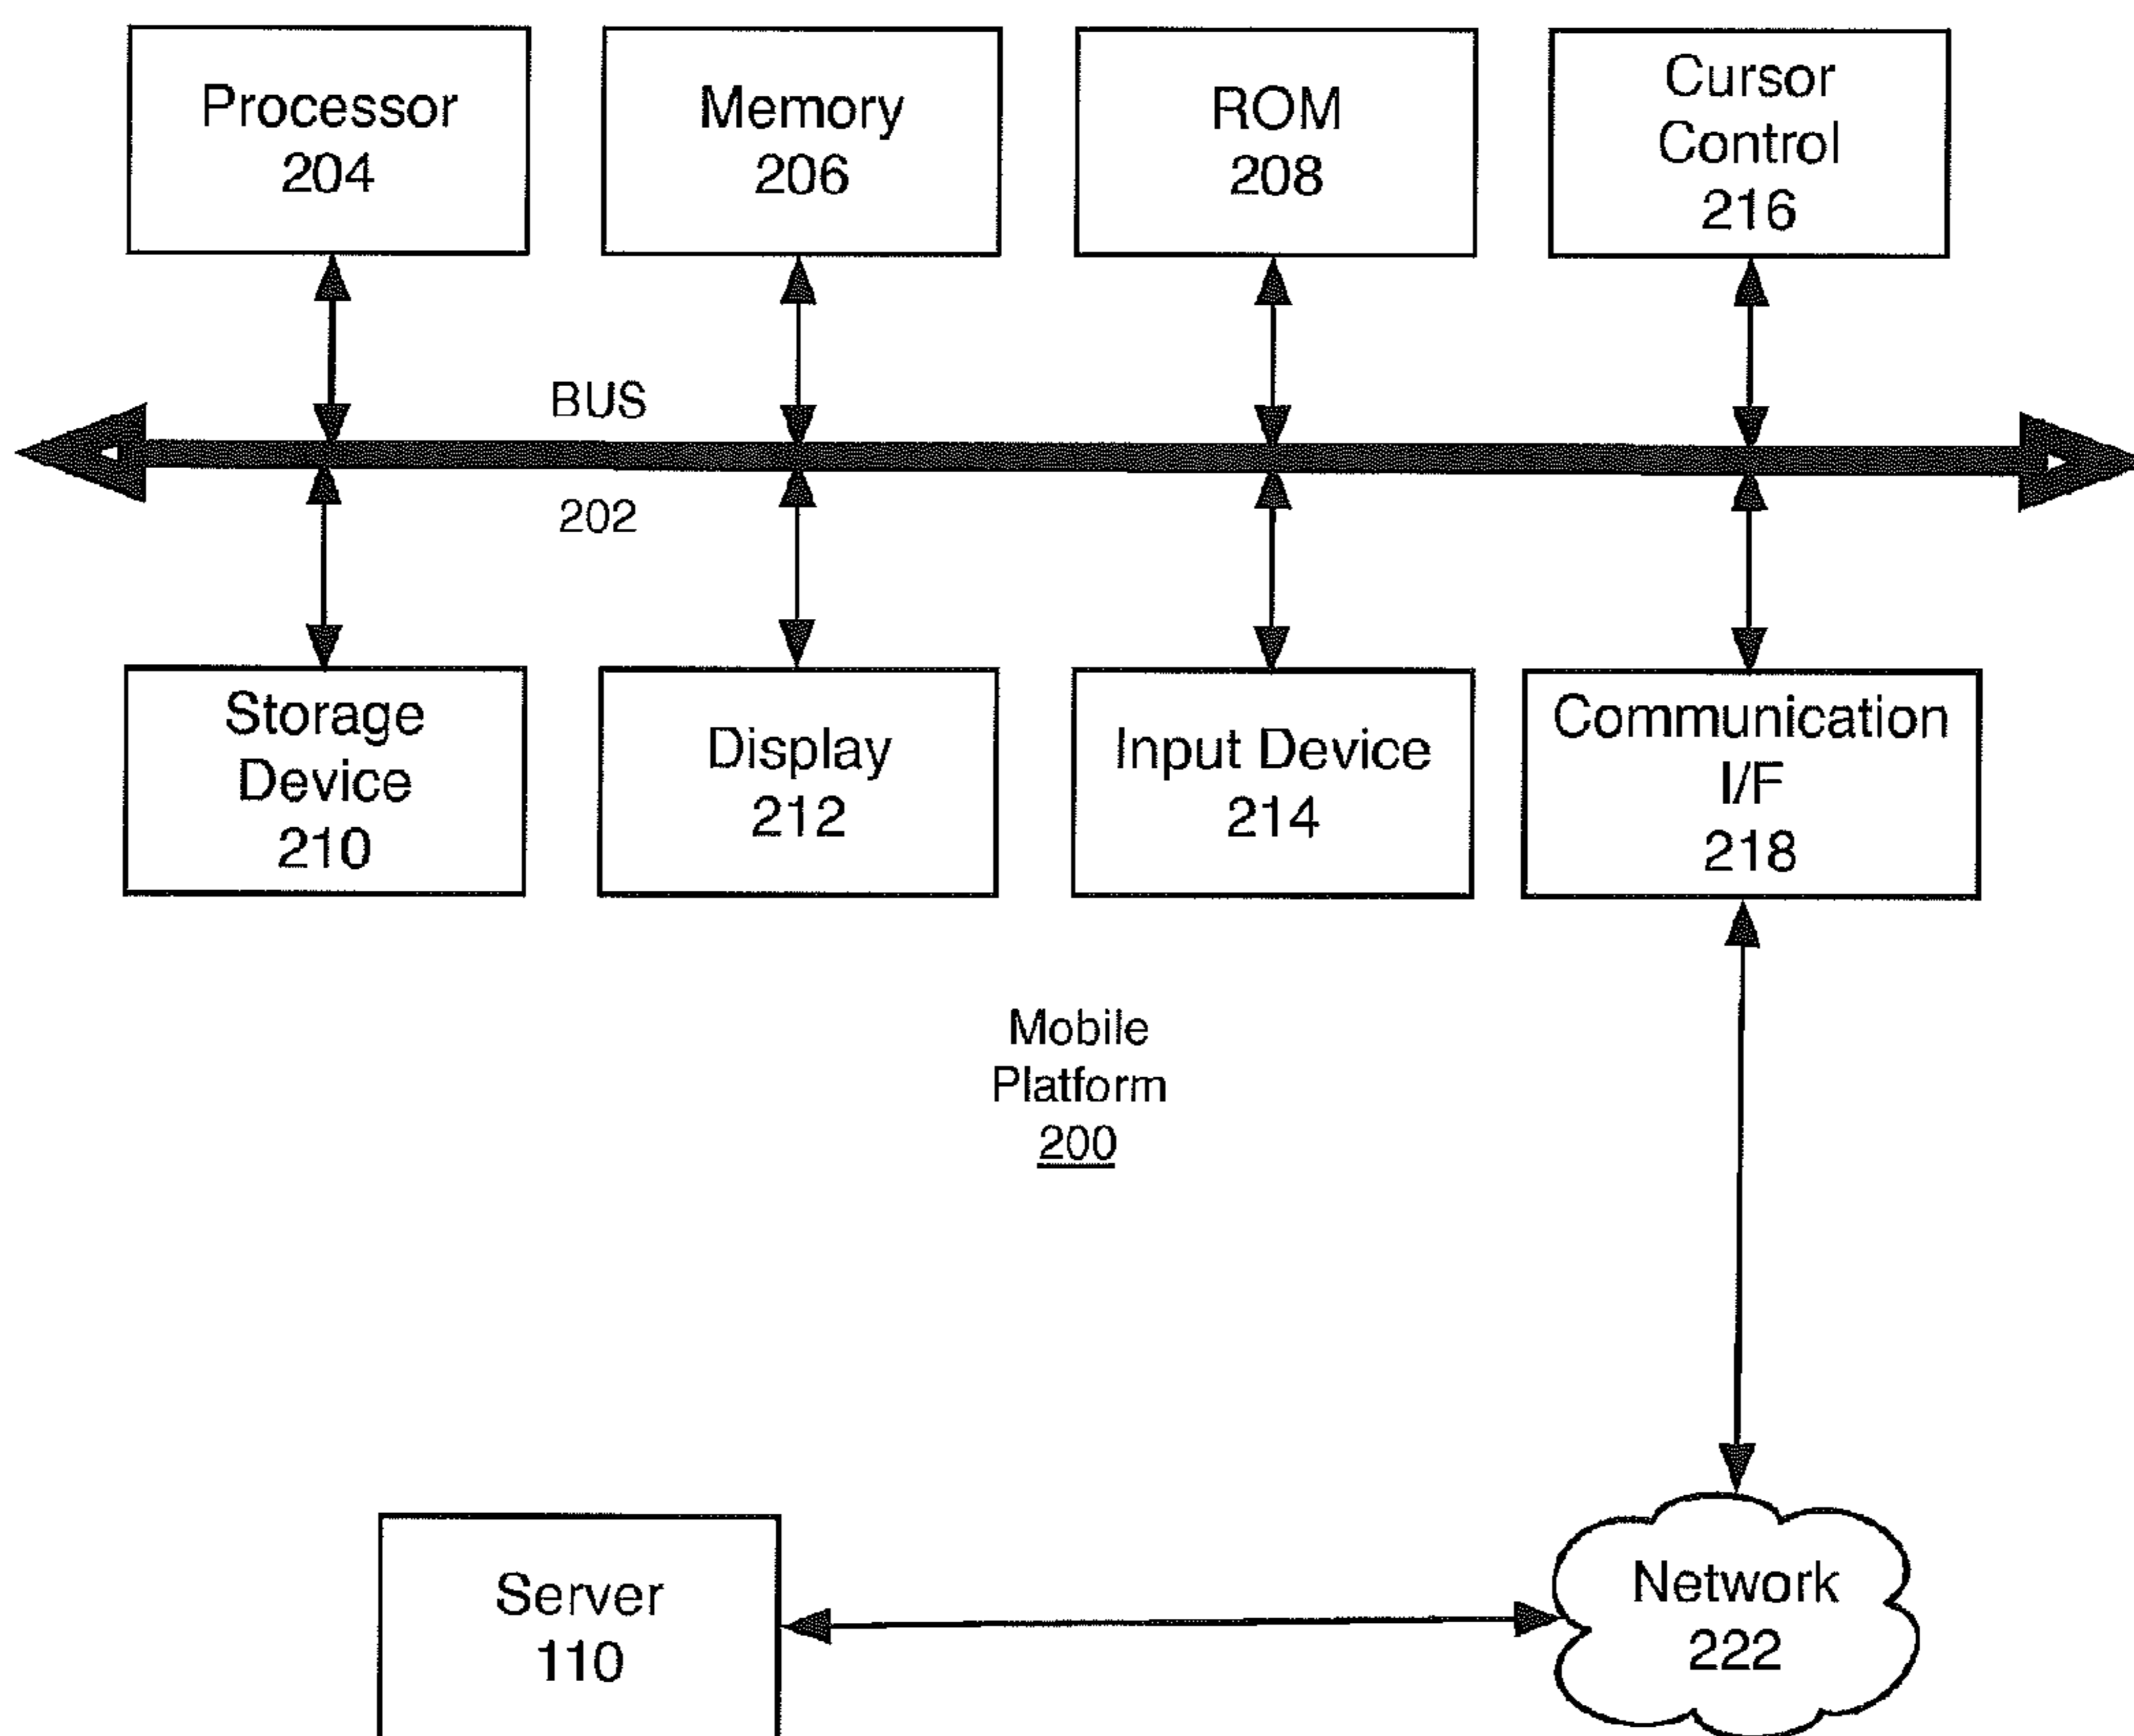 Processor
204
Memory
206
ROM
208
Cursor
Control
216
BUS
202
Storage
Device
210
Display
212
Input Device
214
Communication
I/F
218
Mobile
Platform
200
Server
110
Network
222